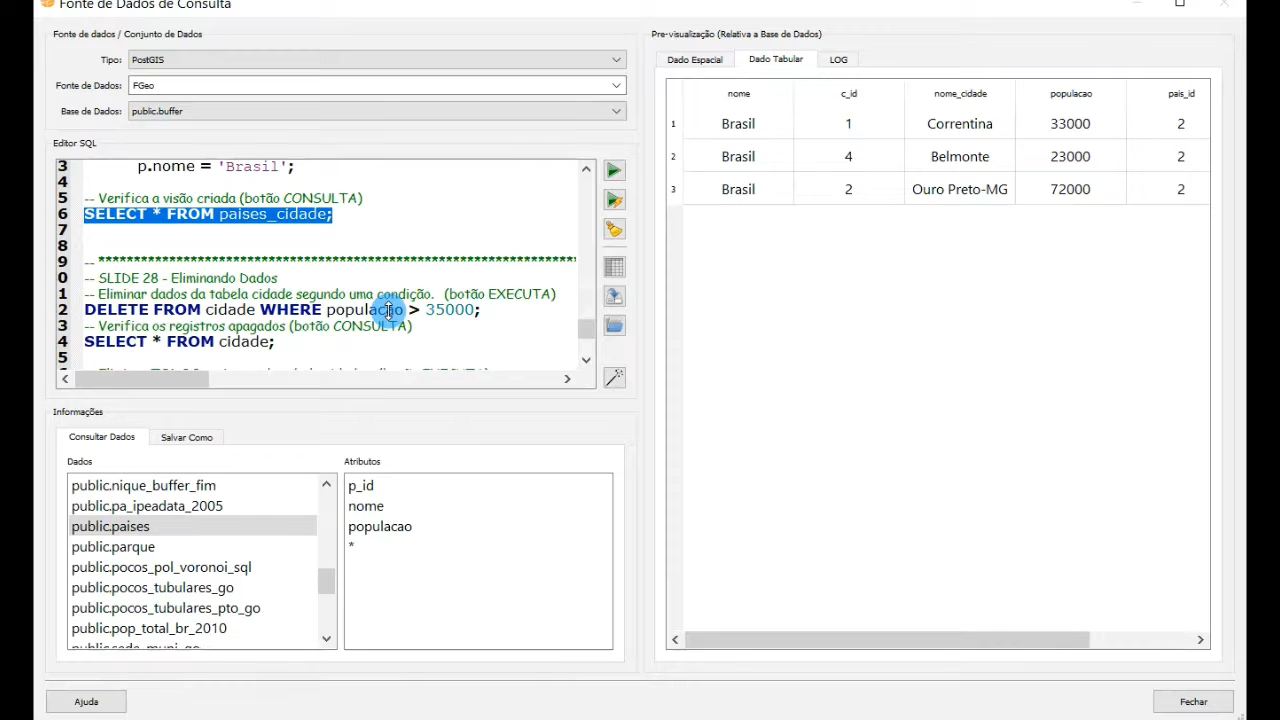 Fonte de Dados de Consulta
Fonte de dados / Conjunto de Dados
Tipo: PostGIS
Fonte de Dados: FGeo
Base de Dados: public.buffer
Editor SQL
3 p.nome = 'Brasil';
4
5 -- Verifica a visão criada (botão CONSULTA)
6 SELECT * FROM paises_cidade;
7
8
9 -- ****************************************************************
0 -- SLIDE 28 - Eliminando Dados
1 -- Eliminar dados da tabela cidade segundo uma condição. (botão EXECUTA)
2 DELETE FROM cidade WHERE populacao > 35000;
3 -- Verifica os registros apagados (botão CONSULTA)
4 SELECT * FROM cidade;
5
Informações
Consultar Dados Salvar Como
Dados Atributos
public.nique_buffer_fim
public.pa_ipeadata_2005
public.paises
public.parque
public.pocos_pol_voronoi_sql
public.pocos_tubulares_go
public.pocos_tubulares_pto_go
public.pop_total_br_2010
p_id
nome
populacao
*
Pre-visualização (Relativa a Base de Dados)
Dado Espacial Dado Tabular LOG
nome c_id nome_cidade populacao pais_id
1 Brasil 1 Correntina 33000 2
2 Brasil 4 Belmonte 23000 2
3 Brasil 2 Ouro Preto-MG 72000 2
Ajuda Fechar